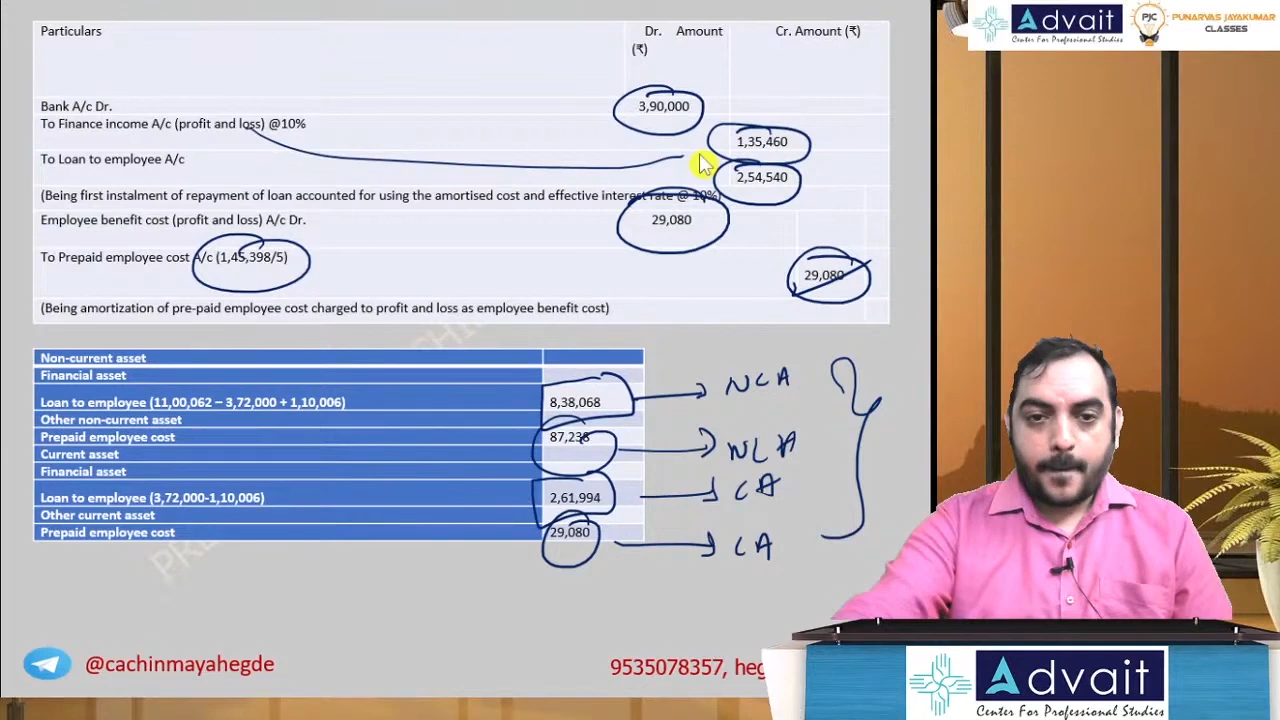 Particulars Dr. Amount (₹) Cr. Amount (₹)
Bank A/c Dr. 3,90,000
To Finance income A/c (profit and loss) @10% 1,35,460
To Loan to employee A/c 2,54,540
(Being first instalment of repayment of loan accounted for using the amortised cost and effective interest rate @ 10%)
Employee benefit cost (profit and loss) A/c Dr. 29,080
To Prepaid employee cost A/c (1,45,398/5) 29,080
(Being amortization of pre-paid employee cost charged to profit and loss as employee benefit cost)
Non-current asset
Financial asset
Loan to employee (11,00,062 – 3,72,000 + 1,10,006) 8,38,068 NCA
Other non-current asset
Prepaid employee cost 87,238 NCA
Current asset
Financial asset
Loan to employee (3,72,000-1,10,006) 2,61,994 CA
Other current asset
Prepaid employee cost 29,080 CA
@cachinmayahegde
9535078357, heg
Advait
Center For Professional Studies
PJC
PUNARVAS JAYAKUMAR
CLASSES
Advait
Center For Professional Studies